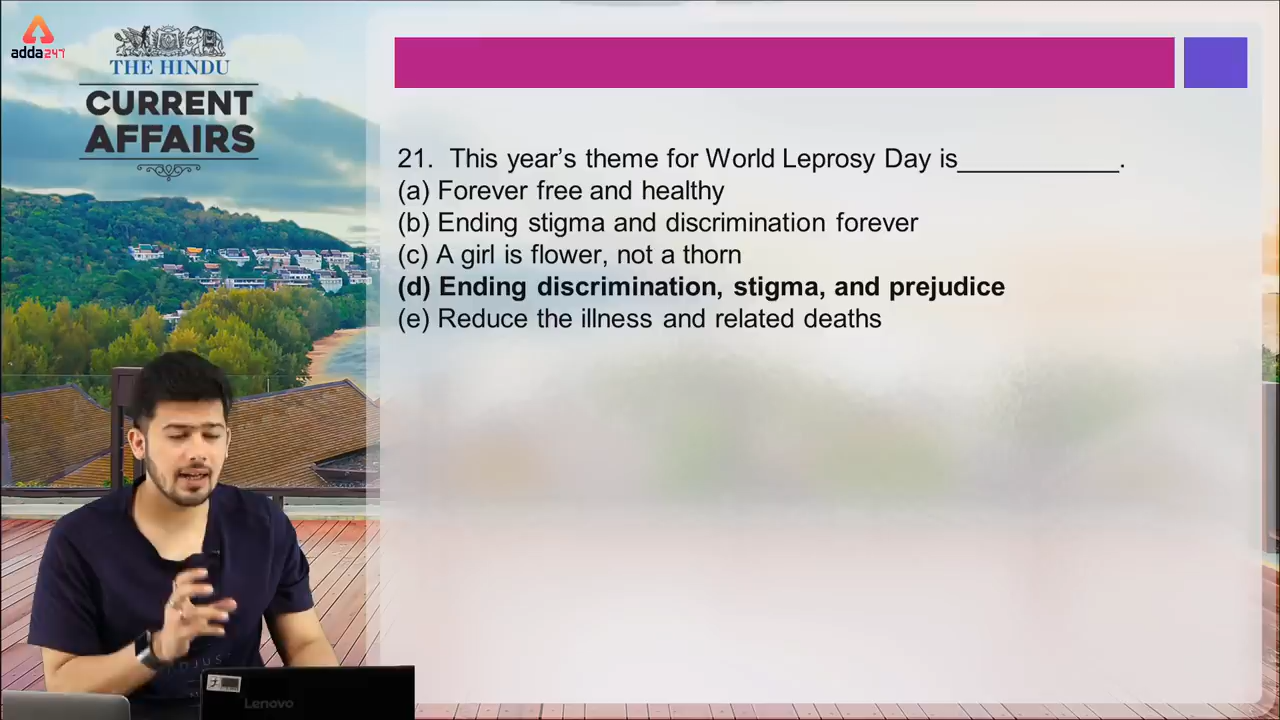 adda247
THE HINDU
CURRENT
AFFAIRS
21. This year's theme for World Leprosy Day is___________.
(a) Forever free and healthy
(b) Ending stigma and discrimination forever
(c) A girl is flower, not a thorn
(d) Ending discrimination, stigma, and prejudice
(e) Reduce the illness and related deaths
Lenovo